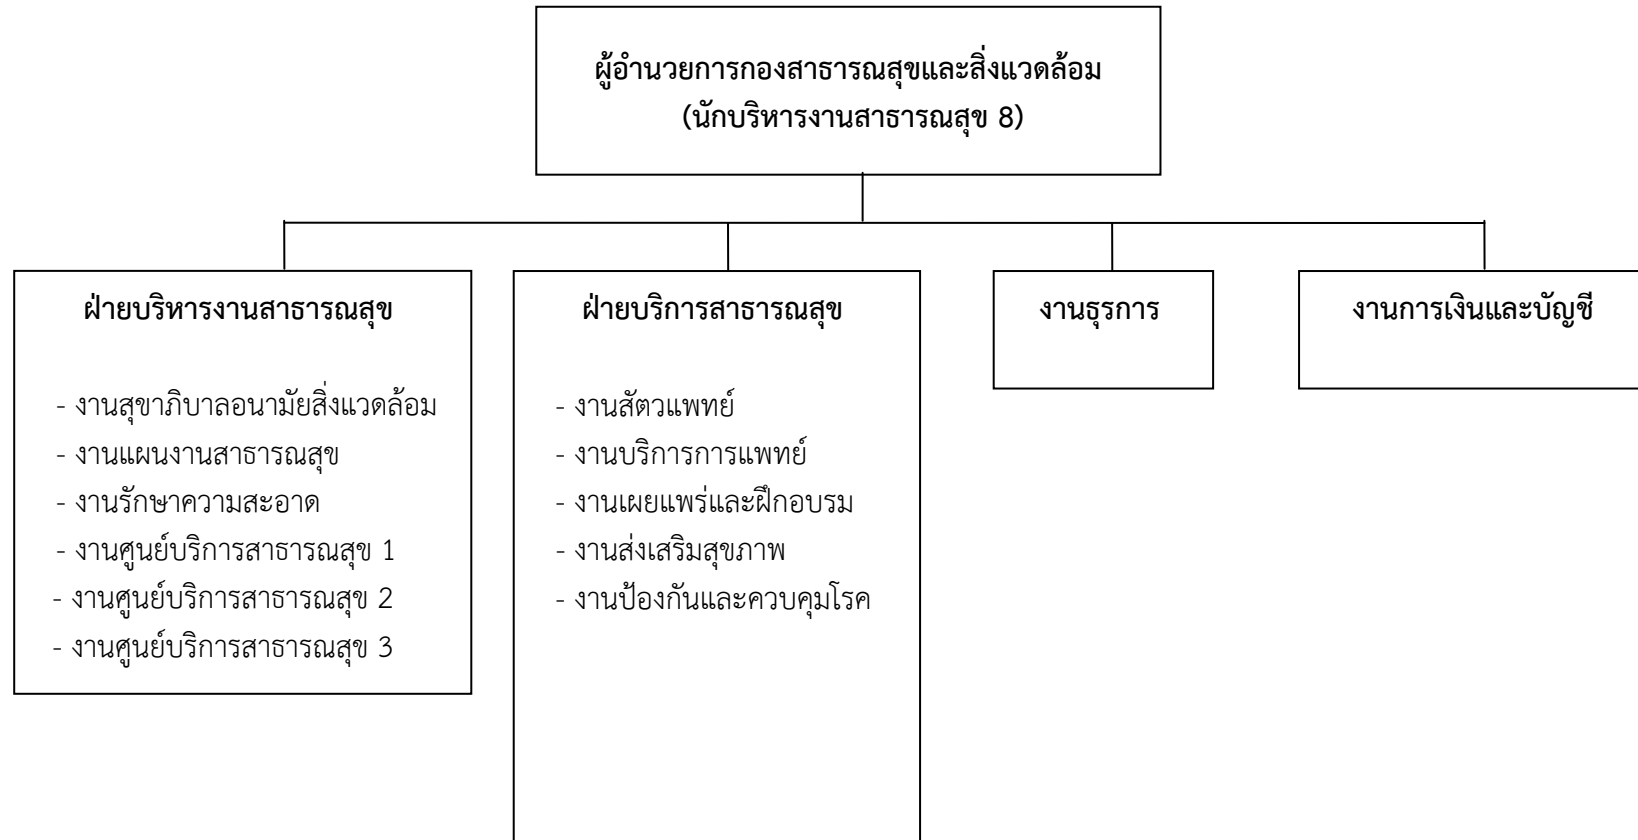 ผู้อำนวยการกองสาธารณสุขและสิ่งแวดล้อม
(นักบริหารงานสาธารณสุข 8)
ฝ่ายบริหารงานสาธารณสุข
- งานสุขาภิบาลอนามัยสิ่งแวดล้อม
- งานแผนงานสาธารณสุข
- งานรักษาความสะอาด
- งานศูนย์บริการสาธารณสุข 1
- งานศูนย์บริการสาธารณสุข 2
- งานศูนย์บริการสาธารณสุข 3
ฝ่ายบริการสาธารณสุข
- งานสัตวแพทย์
- งานบริการการแพทย์
- งานเผยแพร่และฝึกอบรม
- งานส่งเสริมสุขภาพ
- งานป้องกันและควบคุมโรค
งานธุรการ
งานการเงินและบัญชี